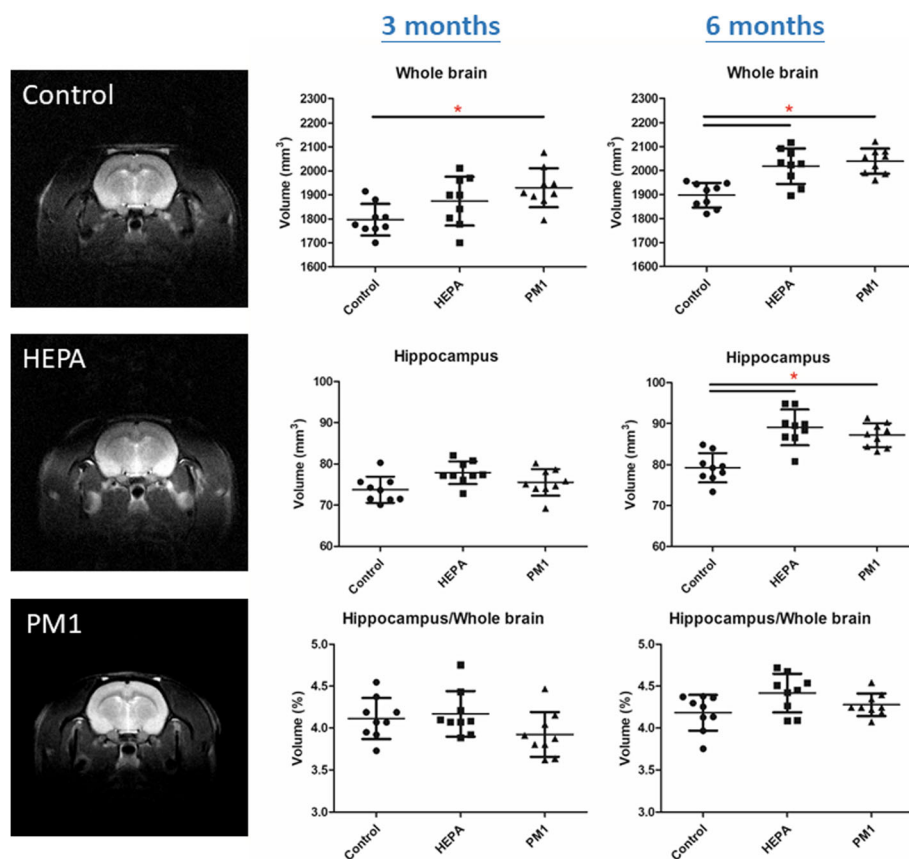 3 months
6 months
Control
Whole brain
Volume (mm³)
2300
2200
2100
2000
1900
1800
1700
1600
*
Control
HEPA
PM1
Whole brain
Volume (mm³)
2300
2200
2100
2000
1900
1800
1700
1600
*
Control
HEPA
PM1
HEPA
Hippocampus
Volume (mm³)
100
90
80
70
60
Control
HEPA
PM1
Hippocampus
Volume (mm³)
100
90
80
70
60
*
Control
HEPA
PM1
PM1
Hippocampus/Whole brain
Volume (%)
5.0
4.5
4.0
3.5
3.0
Control
HEPA
PM1
Hippocampus/Whole brain
Volume (%)
5.0
4.5
4.0
3.5
3.0
Control
HEPA
PM1